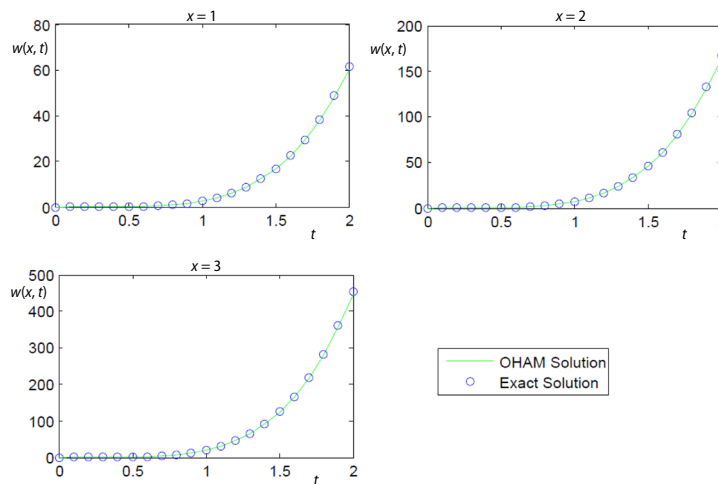 x = 1
w(x, t)
80
60
40
20
0
0 0.5 1 1.5 2
t
x = 2
w(x, t)
200
150
100
50
0
0 0.5 1 1.5
t
x = 3
w(x, t)
500
400
300
200
100
0
0 0.5 1 1.5 2
t
OHAM Solution
Exact Solution